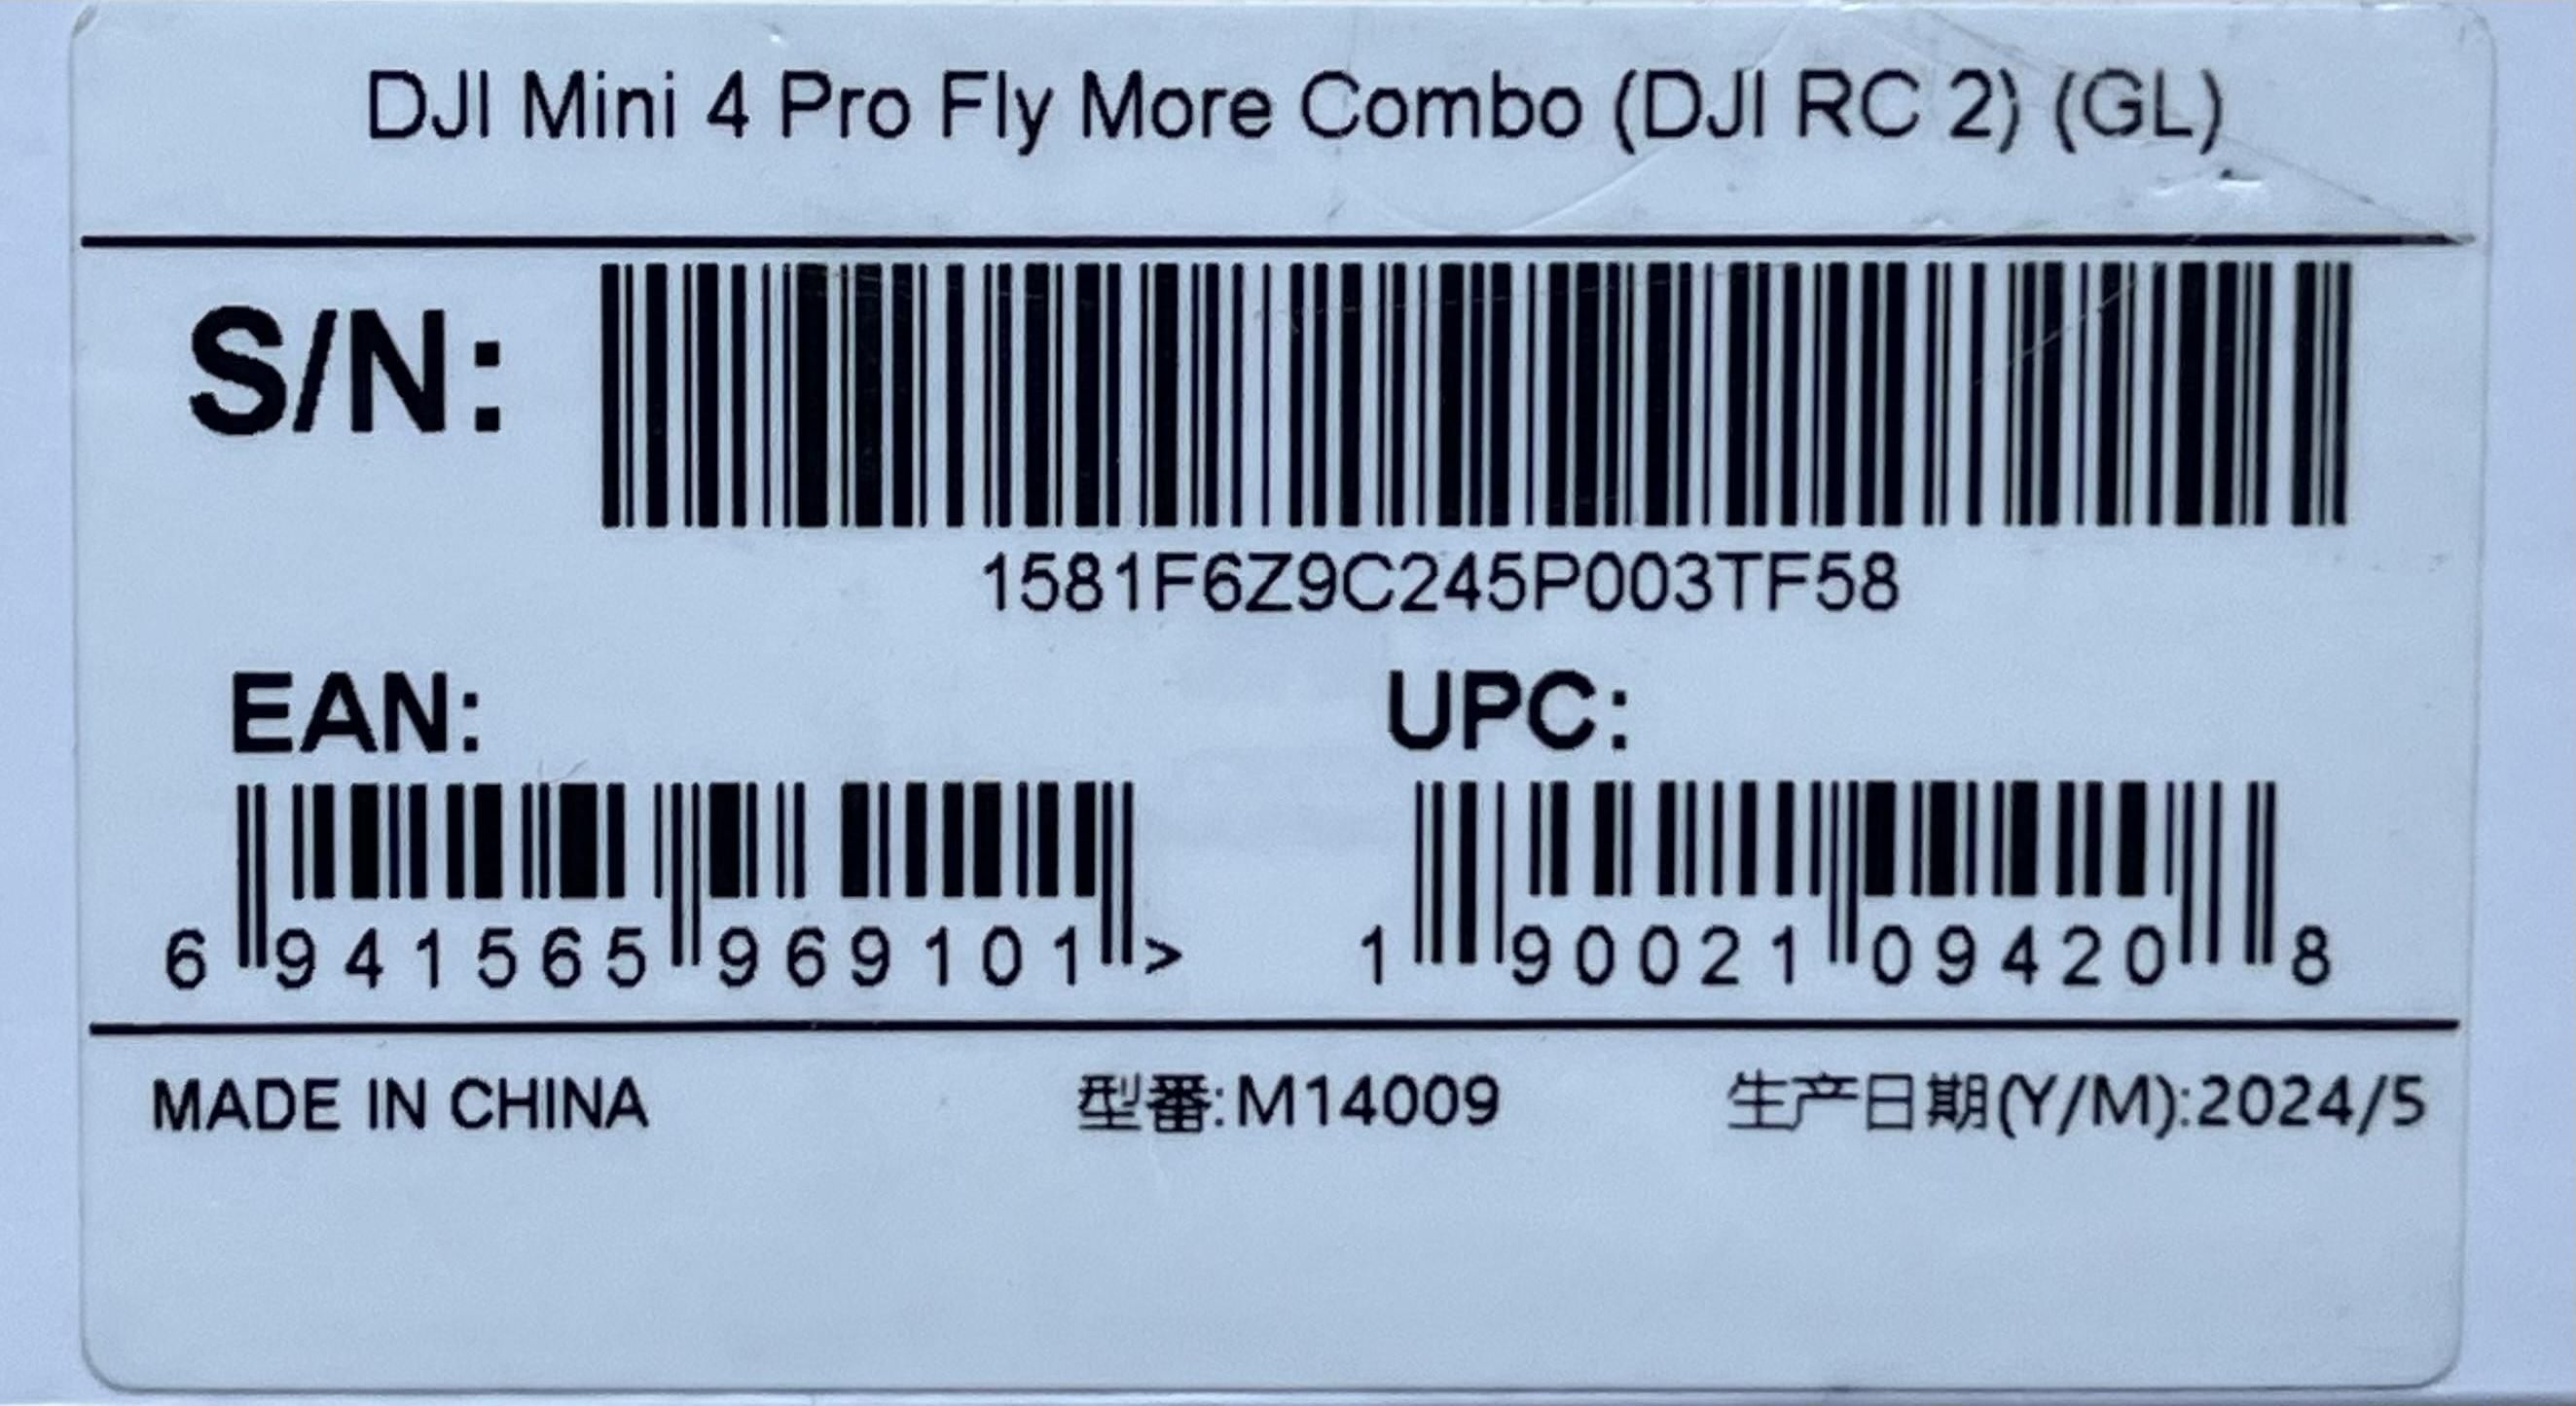 DJI Mini 4 Pro Fly More Combo (DJI RC 2) (GL)
S/N:
1581F6Z9C245P003TF58
EAN:
6 941565 969101 >
UPC:
1 90021 09420 8
MADE IN CHINA
型番:M14009
生产日期(Y/M):2024/5